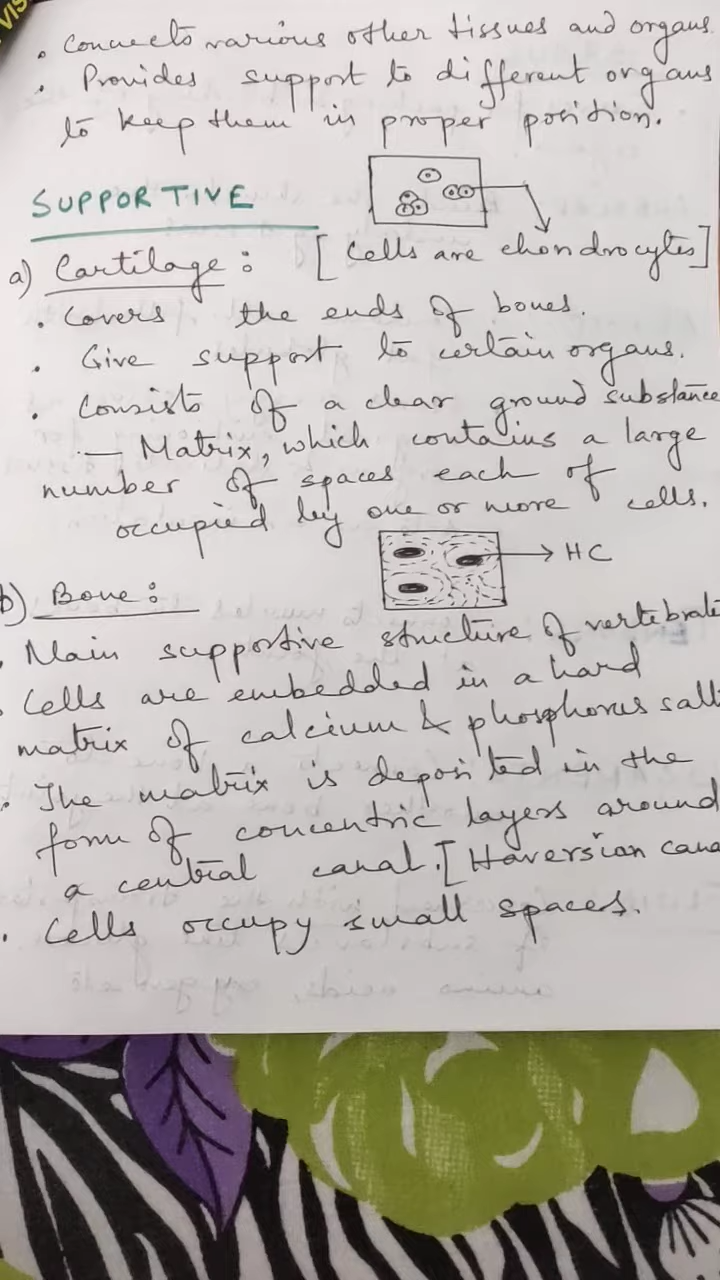 . Connects various other tissues and organs.
. Provides support to different organs
to keep them in proper position.
SUPPORTIVE
a) Cartilage : [Cells are chondrocytes]
. Covers the ends of bones.
. Give support to certain organs.
. Consists of a clear ground substance
— Matrix, which contains a large
number of spaces each of
occupied by one or more cells.
HC
b) Bone :
. Main supportive structure of vertebrate
. Cells are embedded in a hard
matrix of calcium & phosphorus salt
. The matrix is deposited in the
form of concentric layers around
a central canal. [Haversian cana
. Cells occupy small spaces.